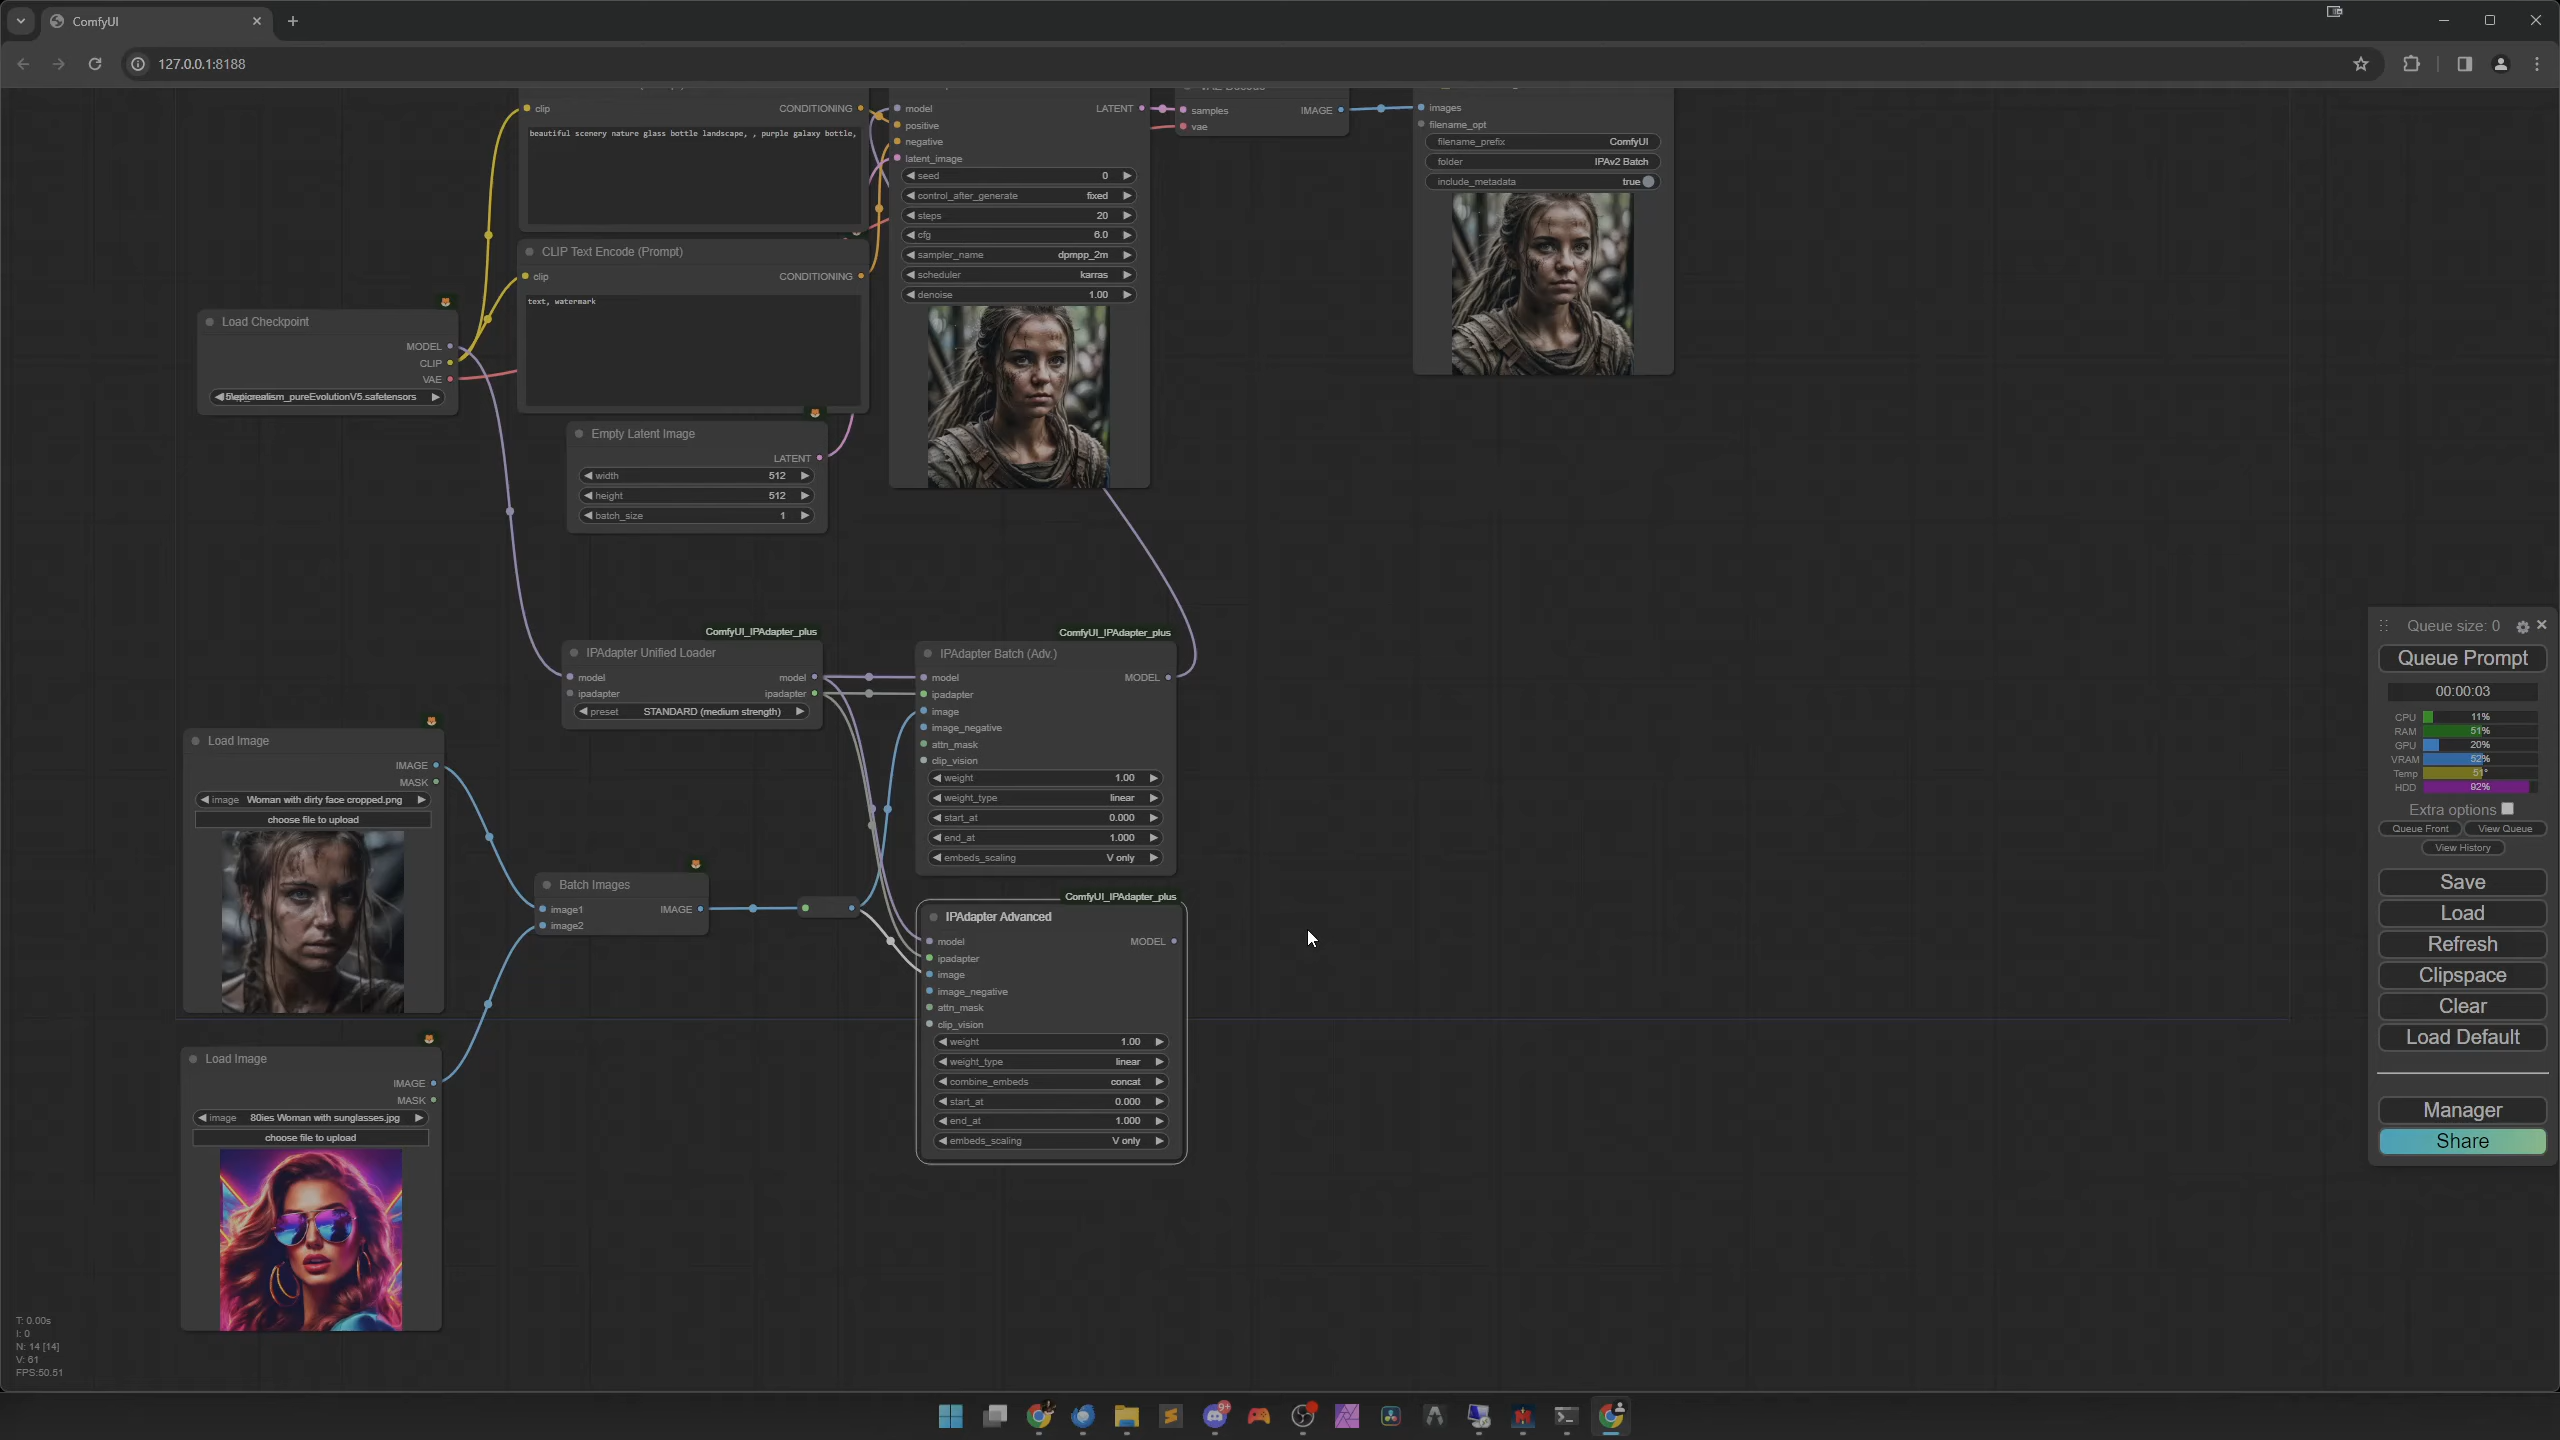 ComfyUI
127.0.0.1:8188
clip
CONDITIONING
beautiful scenery nature glass bottle landscape, , purple galaxy bottle,
CLIP Text Encode (Prompt)
clip
CONDITIONING
text, watermark
Load Checkpoint
MODEL
CLIP
VAE
epicrealism_pureEvolutionV5.safetensors
Empty Latent Image
LATENT
width 512
height 512
batch_size 1
model
LATENT
positive
negative
latent_image
seed 0
control_after_generate fixed
steps 20
cfg 6.0
sampler_name dpmpp_2m
scheduler karras
denoise 1.00
samples
IMAGE
vae
images
filename_opt
filename_prefix ComfyUI
folder IPAv2 Batch
include_metadata true
ComfyUI_IPAdapter_plus
IPAdapter Unified Loader
model model
ipadapter ipadapter
preset STANDARD (medium strength)
ComfyUI_IPAdapter_plus
IPAdapter Batch (Adv.)
model MODEL
ipadapter
image
image_negative
attn_mask
clip_vision
weight 1.00
weight_type linear
start_at 0.000
end_at 1.000
embeds_scaling V only
Load Image
IMAGE
MASK
image Woman with dirty face cropped.png
choose file to upload
Batch Images
image1 IMAGE
image2
ComfyUI_IPAdapter_plus
IPAdapter Advanced
model MODEL
ipadapter
image
image_negative
attn_mask
clip_vision
weight 1.00
weight_type linear
combine_embeds concat
start_at 0.000
end_at 1.000
embeds_scaling V only
Load Image
IMAGE
MASK
image 80ies Woman with sunglasses.jpg
choose file to upload
Queue size: 0
Queue Prompt
00:00:03
CPU 11%
RAM 51%
GPU 20%
VRAM 52%
Temp 51°
HDD 92%
Extra options
Queue Front View Queue
View History
Save
Load
Refresh
Clipspace
Clear
Load Default
Manager
Share
T: 0.00s
I: 0
N: 14 [14]
V: 61
FPS:50.51
9+